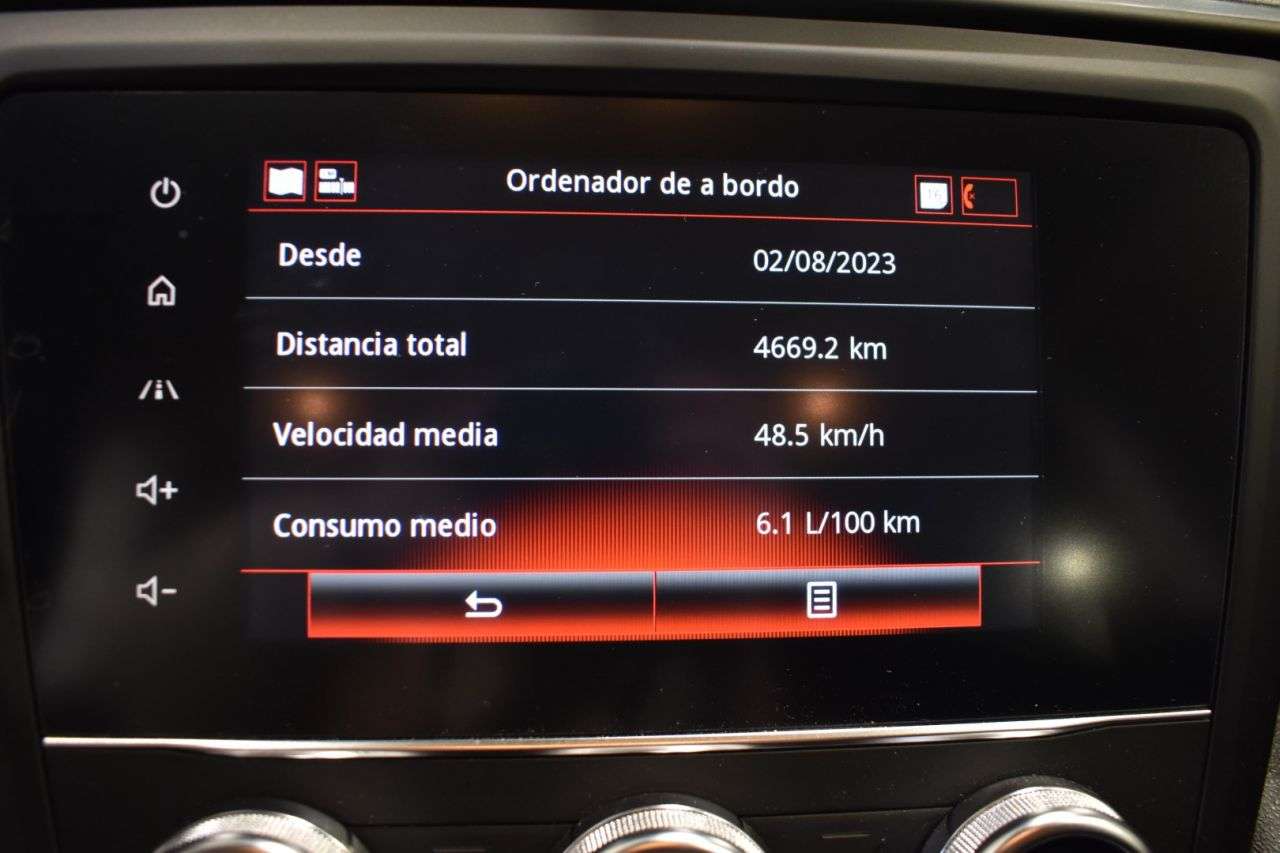 Ordenador de a bordo
Desde 02/08/2023
Distancia total 4669.2 km
Velocidad media 48.5 km/h
Consumo medio 6.1 L/100 km